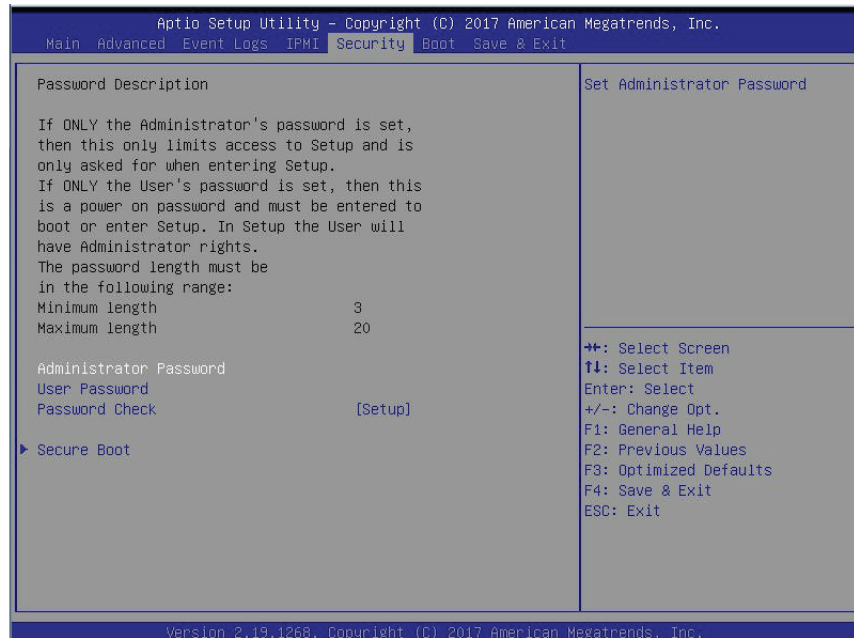 Aptio Setup Utility – Copyright (C) 2017 American Megatrends, Inc.
Main Advanced Event Logs IPMI Security Boot Save & Exit
Password Description
If ONLY the Administrator's password is set,
then this only limits access to Setup and is
only asked for when entering Setup.
If ONLY the User's password is set, then this
is a power on password and must be entered to
boot or enter Setup. In Setup the User will
have Administrator rights.
The password length must be
in the following range:
Minimum length 3
Maximum length 20
Administrator Password
User Password
Password Check [Setup]
Secure Boot
Set Administrator Password
→←: Select Screen
↑↓: Select Item
Enter: Select
+/-: Change Opt.
F1: General Help
F2: Previous Values
F3: Optimized Defaults
F4: Save & Exit
ESC: Exit
Version 2.19.1268. Copyright (C) 2017 American Megatrends, Inc.